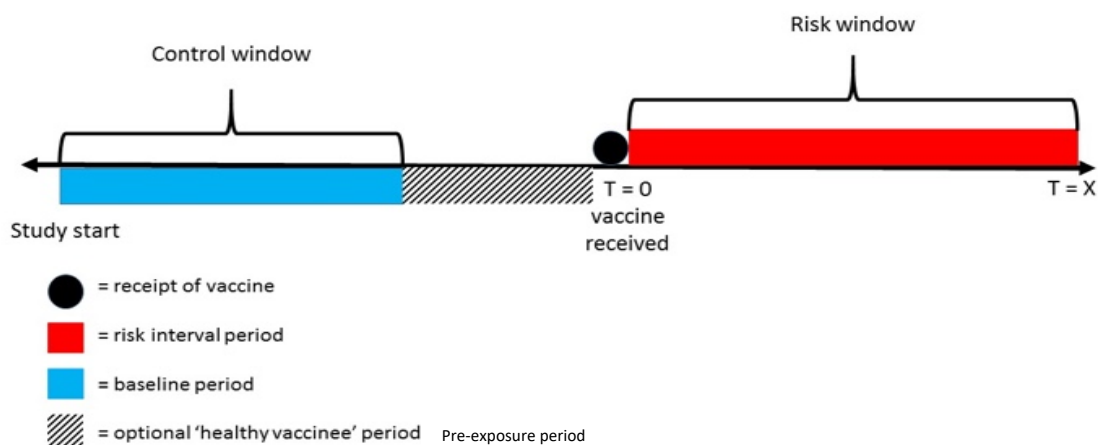 Risk window
Control window
T = 0
T = X
vaccine
received
Study start
= receipt of vaccine
= risk interval period
= baseline period
= optional 'healthy vaccinee' period Pre-exposure period